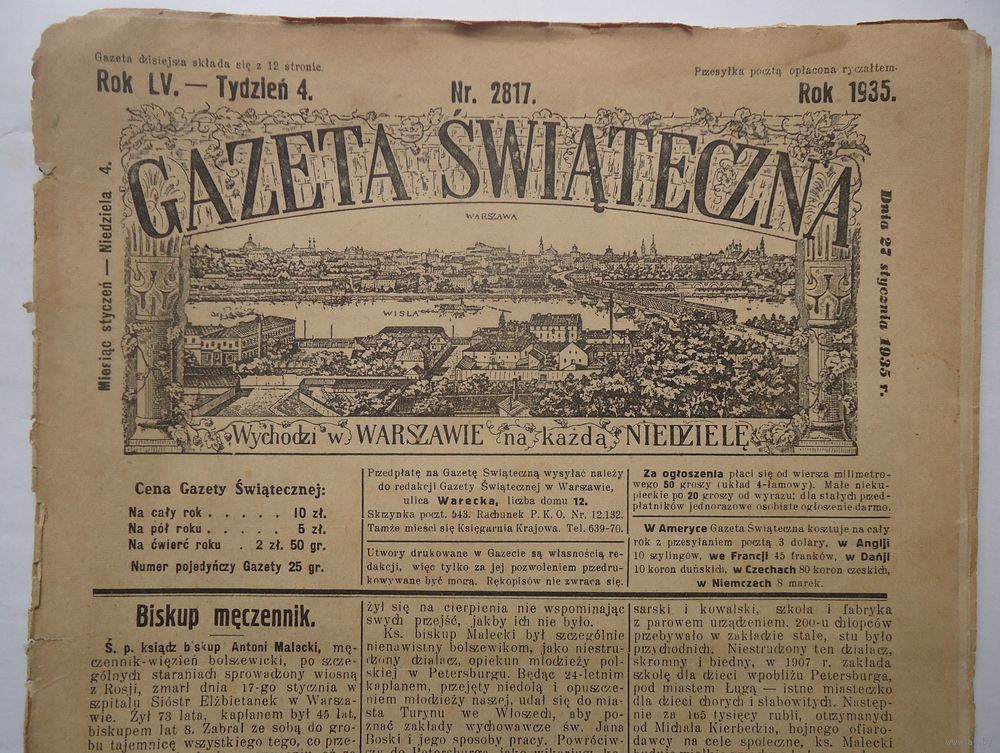 Gazeta dzisiejsza składa się z 12 stronic.
Przesyłka pocztą opłacona ryczałtem.
Rok LV. — Tydzień 4.
Nr. 2817.
Rok 1935.
Miesiąc styczeń — Niedziela 4.
GAZETA ŚWIĄTECZNA
Dnia 27 stycznia 1935 r.
WARSZAWA
WISŁA
Wychodzi w WARSZAWIE na każdą NIEDZIELĘ
Cena Gazety Świątecznej:
Na cały rok . . . . . 10 zł.
Na pół roku . . . . . 5 zł.
Na ćwierć roku . 2 zł. 50 gr.
Numer pojedyńczy Gazety 25 gr.
Przedpłatę na Gazetę Świąteczną wysyłać należy
do redakcji Gazety Świątecznej w Warszawie,
ulica Warecka, liczba domu 12.
Skrzynka poczt. 543. Rachunek P. K. O. Nr. 12.132.
Tamże mieści się Księgarnia Krajowa. Tel. 639-70.
Utwory drukowane w Gazecie są własnością re-
dakcji, więc tylko za jej pozwoleniem przedru-
kowywane być mogą. Rękopisów nie zwraca się.
Za ogłoszenia płaci się od wiersza milimetro-
wego 50 groszy (układ 4-łamowy). Małe nieku-
pieckie po 20 groszy od wyrazu; dla stałych przed-
płatników jednorazowe osobiste ogłoszenie darmo.
W Ameryce Gazeta Świąteczna kosztuje na cały
rok z przesyłaniem pocztą 3 dolary, w Anglji
10 szylingów, we Francji 45 franków, w Danji
10 koron duńskich, w Czechach 80 koron czeskich,
w Niemczech 8 marek.
Biskup męczennik.
Ś. p. ksiądz biskup Antoni Malecki, mę-
czennik-więzień bolszewicki, po szcze-
gólnych staraniach sprowadzony wiosną
z Rosji, zmarł dnia 17-go stycznia w
szpitalu Sióstr Elżbietanek w Warsza-
wie. Żył 73 lata, kapłanem był 45 lat,
biskupem lat 8. Zabrał ze sobą do gro-
bu tajemnicę wszystkiego tego, co prze-
żył się na cierpienia nie wspominając
swych przejść, jakby ich nie było.
Ks. biskup Malecki był szczególnie
nienawistny bolszewikom, jako niestru-
dzony działacz, opiekun młodzieży pol-
skiej w Petersburgu. Będąc 24-letnim
kapłanem, przejęty niedolą i opuszcze-
niem młodzieży naszej, udał się do mia-
sta Turynu we Włoszech, aby po-
znać zakłady wychowawcze św. Jana
Boski i jego sposoby pracy. Powróciw-
sarski i kowalski, szkoła i fabryka
z parowem urządzeniem. 200-u chłopców
przebywało w zakładzie stale, stu było
przychodnich. Niestrudzony ten działacz,
skromny i biedny, w 1907 r. zakłada
szkołę dla dzieci wpobliżu Petersburga,
pod miastem Ługą — istne miasteczko
dla dzieci chorych i słabowitych. Następ-
nie za 165 tysięcy rubli, otrzymanych
od Michała Kierbedzia, hojnego ofiaro-
dawcy na cele społeczne, ks. Malecki